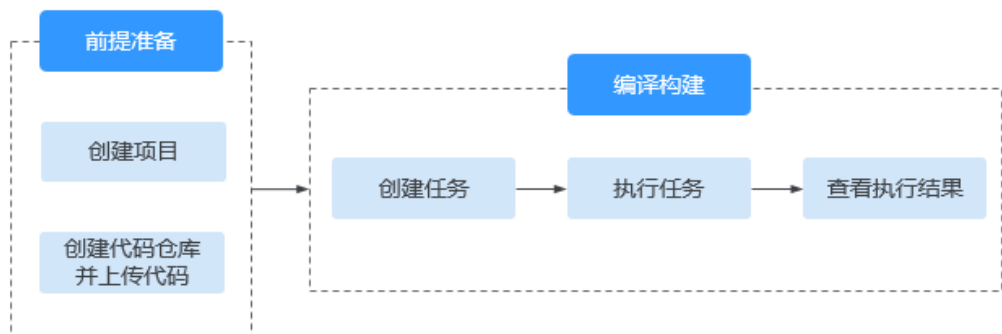 前提准备
创建项目
创建代码仓库
并上传代码
编译构建
创建任务
执行任务
查看执行结果